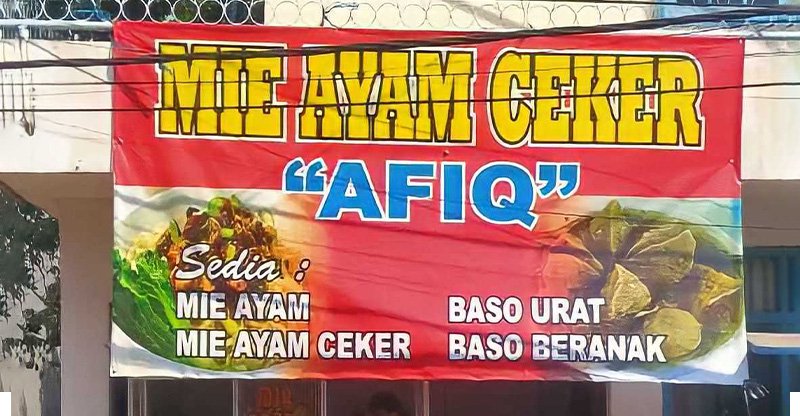 MIE AYAM CEKER
“AFIQ”
Sedia :
MIE AYAM
MIE AYAM CEKER
BASO URAT
BASO BERANAK